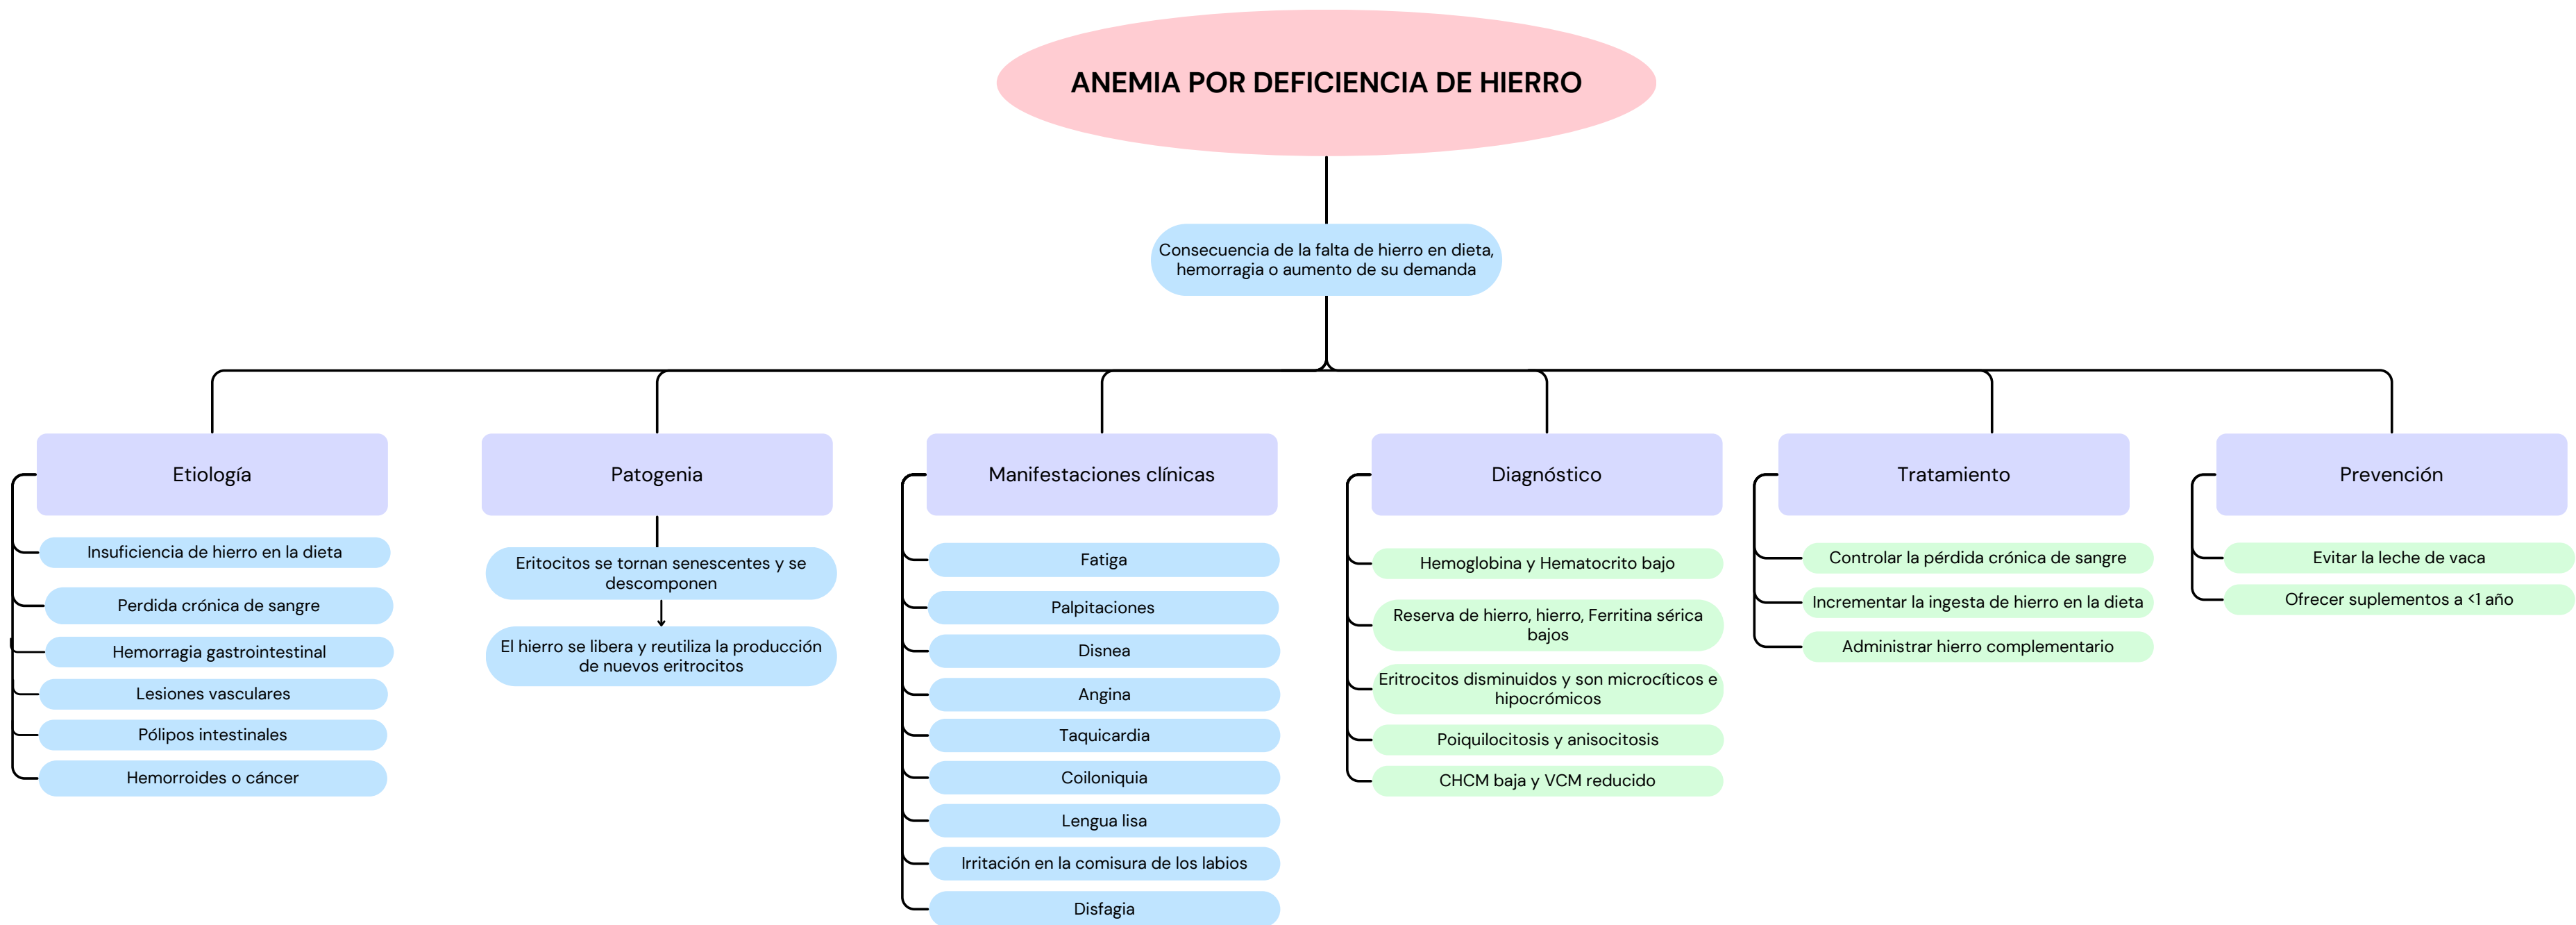 ANEMIA POR DEFICIENCIA DE HIERRO
Consecuencia de la falta de hierro en dieta,
hemorragia o aumento de su demanda
Etiología
Insuficiencia de hierro en la dieta
Perdida crónica de sangre
Hemorragia gastrointestinal
Lesiones vasculares
Pólipos intestinales
Hemorroides o cáncer
Patogenia
Eritocitos se tornan senescentes y se
descomponen
El hierro se libera y reutiliza la producción
de nuevos eritrocitos
Manifestaciones clínicas
Fatiga
Palpitaciones
Disnea
Angina
Taquicardia
Coiloniquia
Lengua lisa
Irritación en la comisura de los labios
Disfagia
Diagnóstico
Hemoglobina y Hematocrito bajo
Reserva de hierro, hierro, Ferritina sérica
bajos
Eritrocitos disminuidos y son microcíticos e
hipocrómicos
Poiquilocitosis y anisocitosis
CHCM baja y VCM reducido
Tratamiento
Controlar la pérdida crónica de sangre
Incrementar la ingesta de hierro en la dieta
Administrar hierro complementario
Prevención
Evitar la leche de vaca
Ofrecer suplementos a <1 año